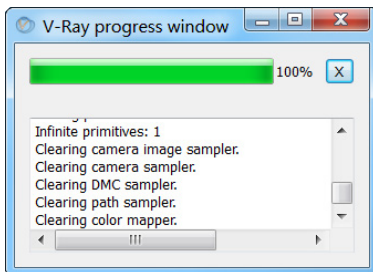 V-Ray progress window
100%
X
Infinite primitives: 1
Clearing camera image sampler.
Clearing camera sampler.
Clearing DMC sampler.
Clearing path sampler.
Clearing color mapper.